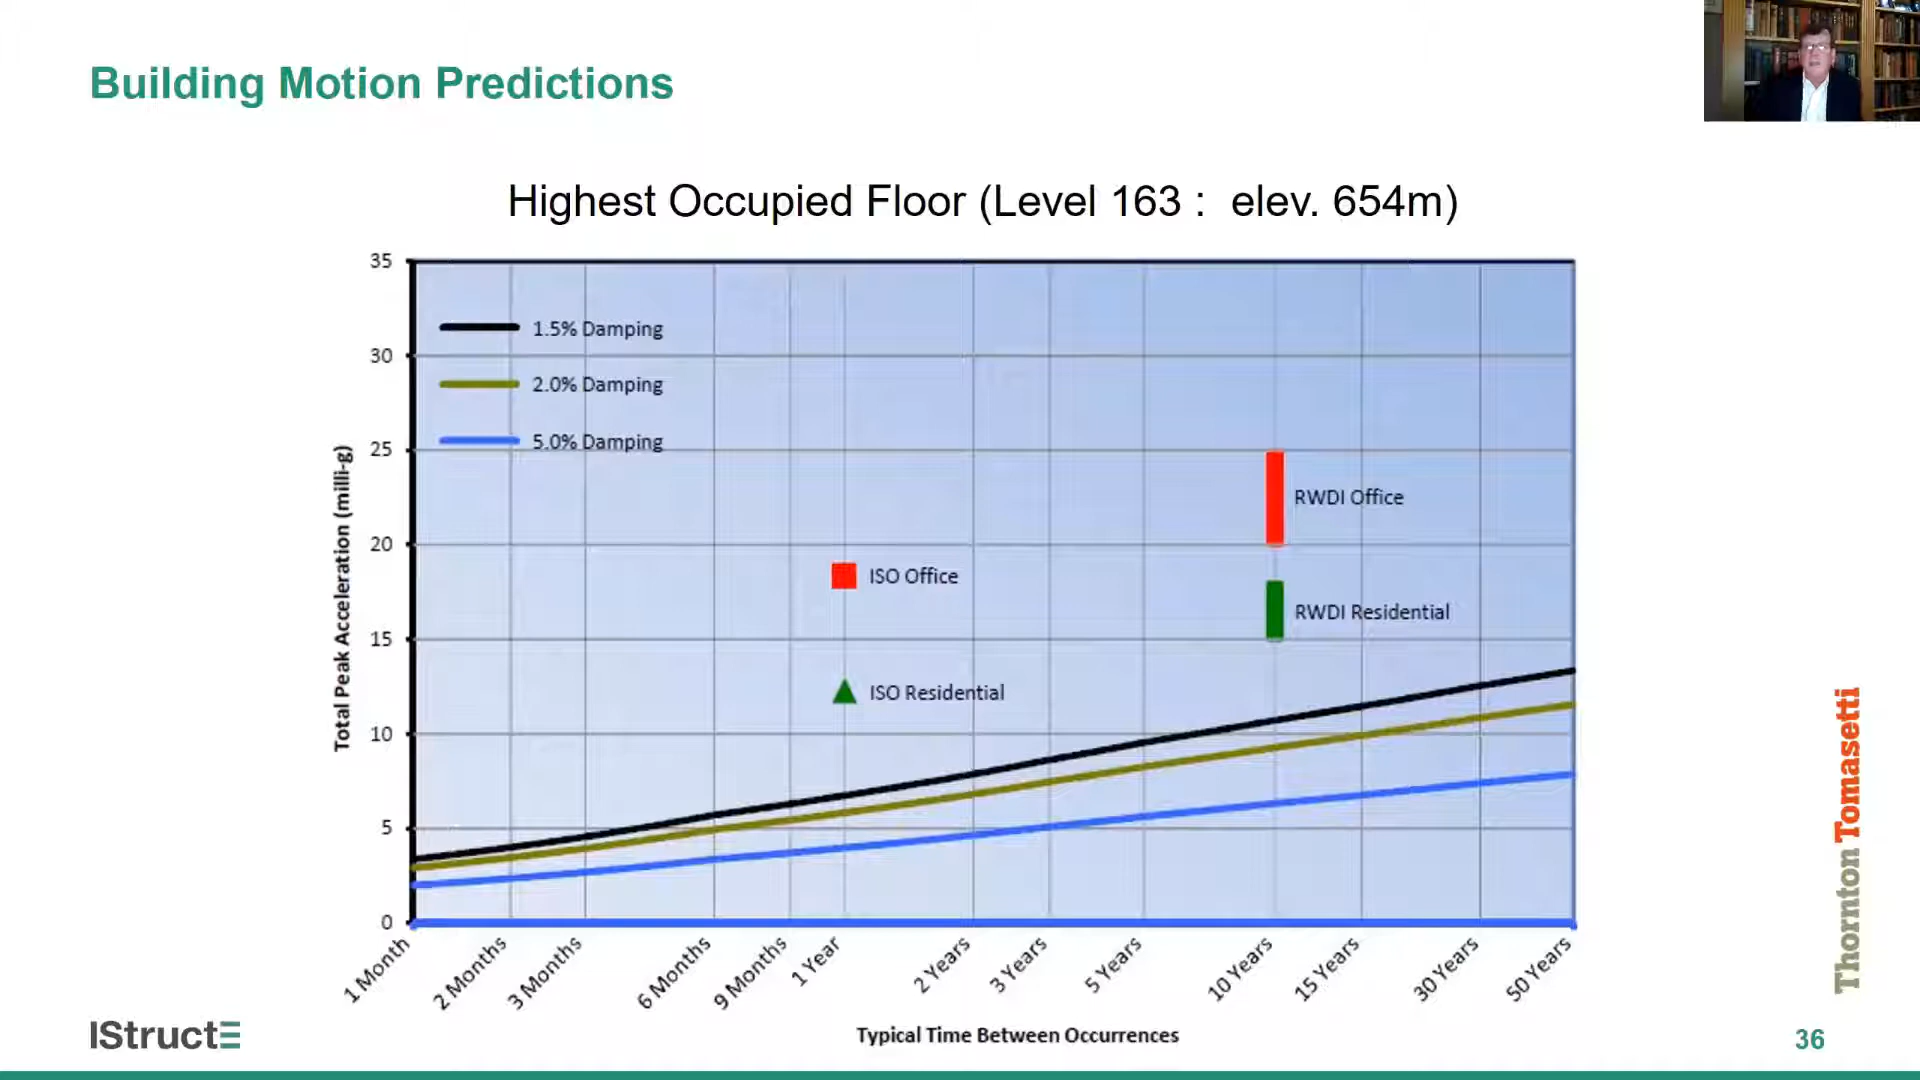 Building Motion Predictions
Highest Occupied Floor (Level 163 : elev. 654m)
35
30
25
20
15
10
5
0
Total Peak Acceleration (milli-g)
1.5% Damping
2.0% Damping
5.0% Damping
RWDI Office
ISO Office
RWDI Residential
ISO Residential
1 Month
2 Months
3 Months
6 Months
9 Months
1 Year
2 Years
3 Years
5 Years
10 Years
15 Years
30 Years
50 Years
Typical Time Between Occurrences
Thornton Tomasetti
IStructE
36